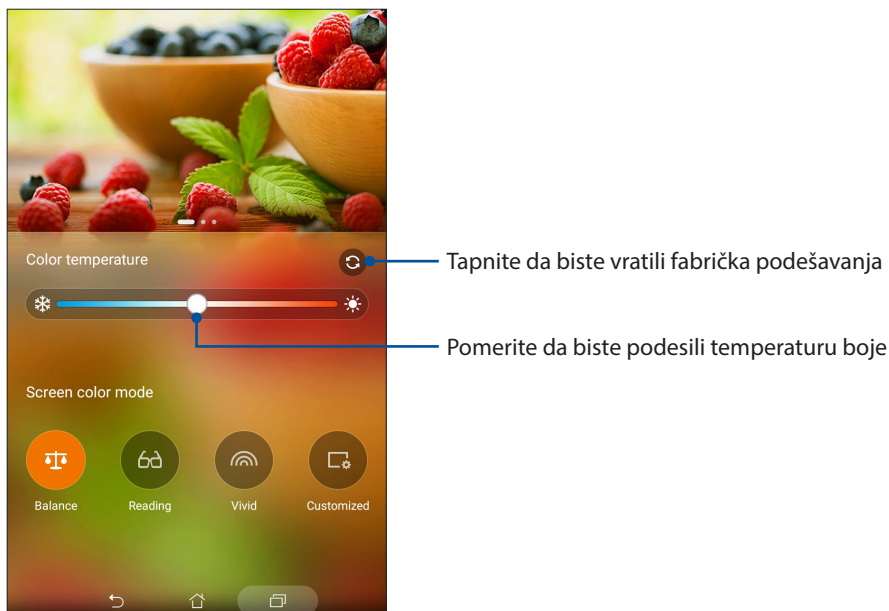 Color temperature
Tapnite da biste vratili fabrička podešavanja
Pomerite da biste podesili temperaturu boje
Screen color mode
Balance Reading Vivid Customized